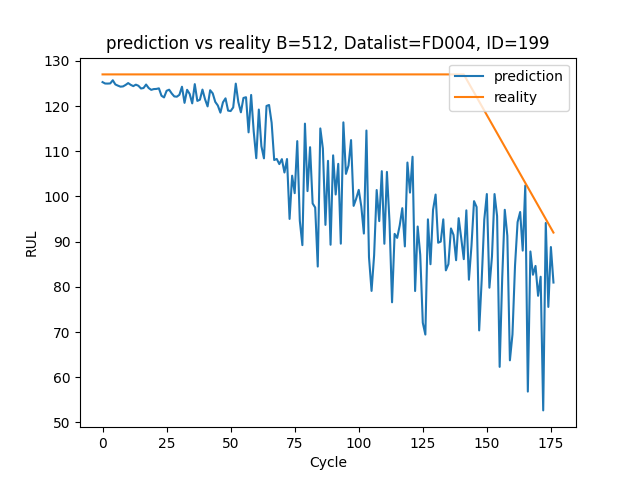 prediction vs reality B=512, Datalist=FD004, ID=199
prediction
reality
130
120
110
100
90
80
70
60
50
RUL
0 25 50 75 100 125 150 175
Cycle